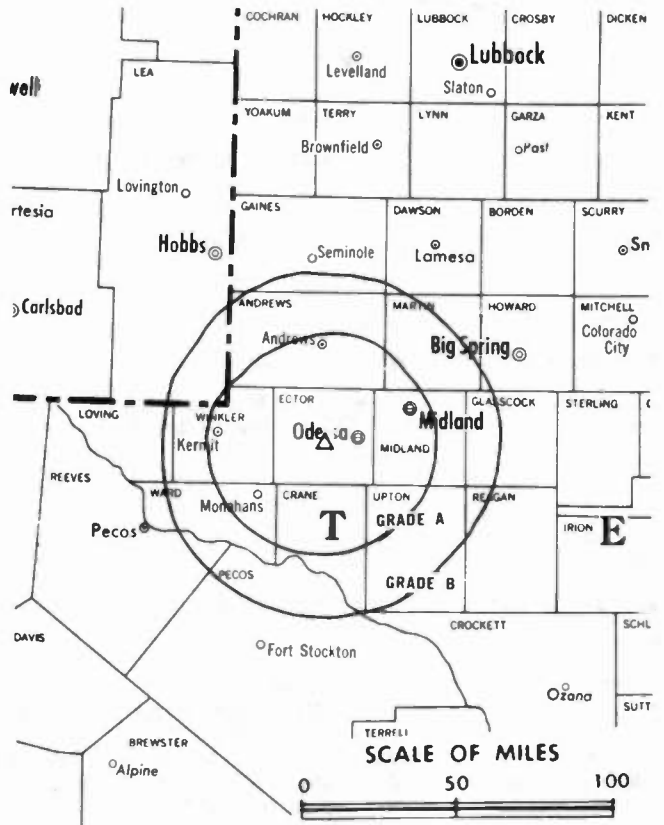 COCHRAN
HOCKLEY
LUBBOCK
CROSBY
DICKEN
Levelland
Lubbock
Slaton
LEA
well
YOAKUM
TERRY
LYNN
GARZA
KENT
Brownfield
Post
Lovington
rtesia
GAINES
DAWSON
BORDEN
SCURRY
Hobbs
Seminole
Lamesa
Sn
Carlsbad
ANDREWS
MARTIN
HOWARD
MITCHELL
Andrews
Big Spring
Colorado
City
LOVING
WINKLER
ECTOR
GLASSCOCK
STERLING
Kermit
Odessa
Midland
MIDLAND
REEVES
WARD
Monahans
CRANE
UPTON
REAGAN
Pecos
T
GRADE A
IRION
E
PECOS
GRADE B
DAVIS
Fort Stockton
CROCKETT
SCHL
Ozona
SUTT
BREWSTER
TERRELL
Alpine
SCALE OF MILES
0 50 100